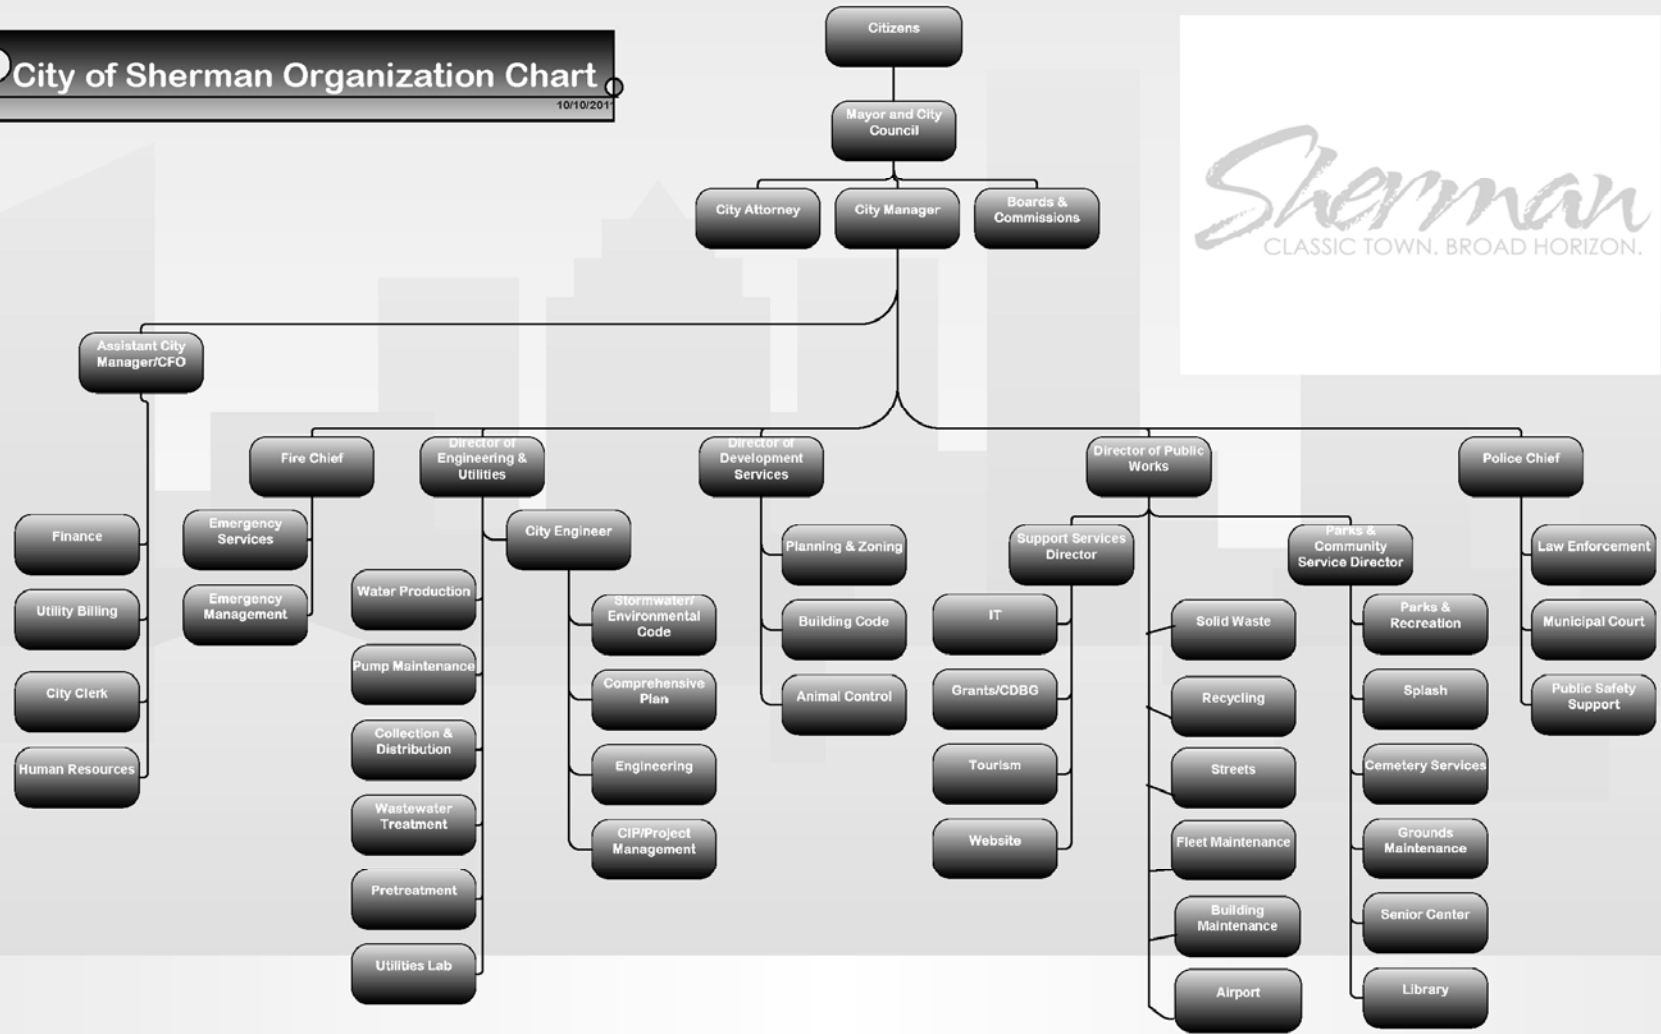 City of Sherman Organization Chart
10/10/2011
Citizens
Mayor and City
Council
City Attorney
City Manager
Boards &
Commissions
Sherman
CLASSIC TOWN. BROAD HORIZON.
Assistant City
Manager/CFO
Finance
Utility Billing
City Clerk
Human Resources
Fire Chief
Emergency
Services
Emergency
Management
Director of
Engineering &
Utilities
City Engineer
Water Production
Pump Maintenance
Collection &
Distribution
Wastewater
Treatment
Pretreatment
Utilities Lab
Stormwater/
Environmental
Code
Comprehensive
Plan
Engineering
CIP/Project
Management
Director of
Development
Services
Planning & Zoning
Building Code
Animal Control
Director of Public
Works
Support Services
Director
IT
Grants/CDBG
Tourism
Website
Solid Waste
Recycling
Streets
Fleet Maintenance
Building
Maintenance
Airport
Parks &
Community
Service Director
Parks &
Recreation
Splash
Cemetery Services
Grounds
Maintenance
Senior Center
Library
Police Chief
Law Enforcement
Municipal Court
Public Safety
Support